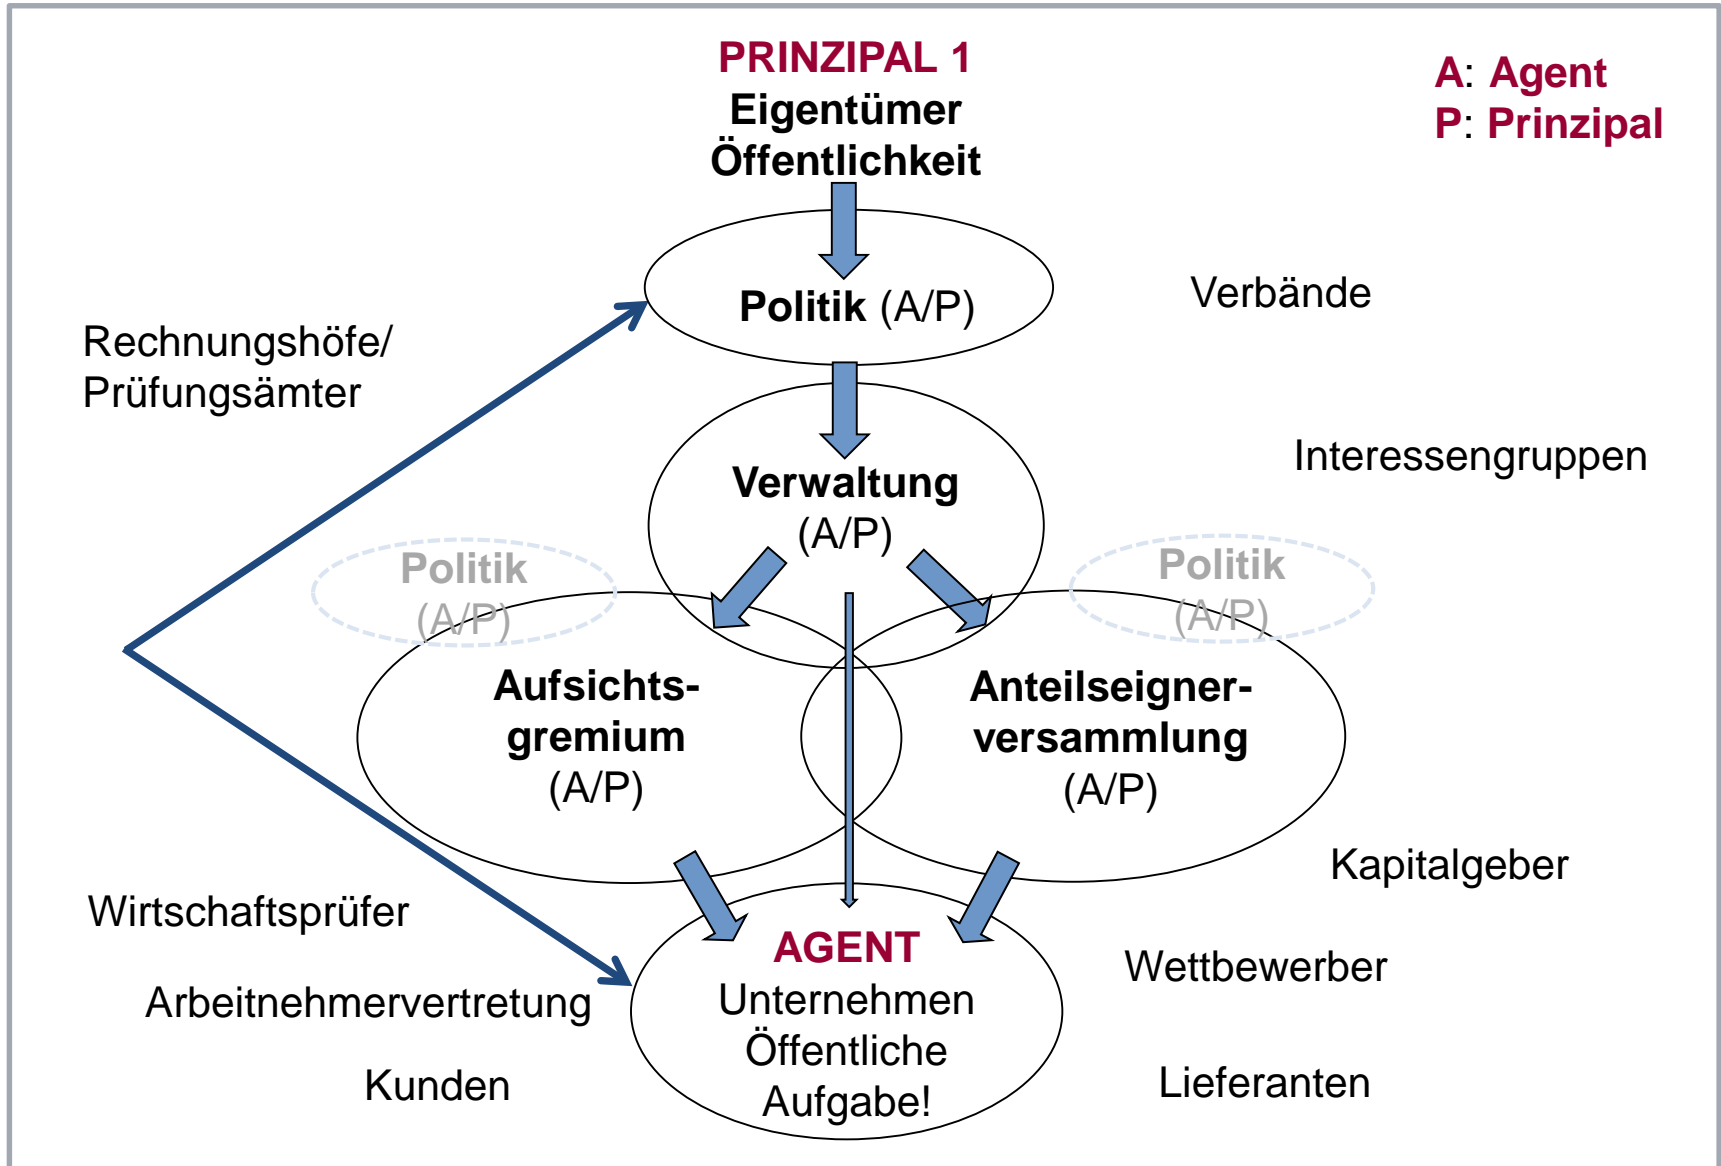 PRINZIPAL 1
Eigentümer
Öffentlichkeit
A: Agent
P: Prinzipal
Politik (A/P)
Verbände
Rechnungshöfe/
Prüfungsämter
Interessengruppen
Verwaltung
(A/P)
Politik
(A/P)
Politik
(A/P)
Aufsichts-
gremium
(A/P)
Anteilseigner-
versammlung
(A/P)
Kapitalgeber
Wirtschaftsprüfer
AGENT
Unternehmen
Öffentliche
Aufgabe!
Wettbewerber
Arbeitnehmervertretung
Kunden
Lieferanten